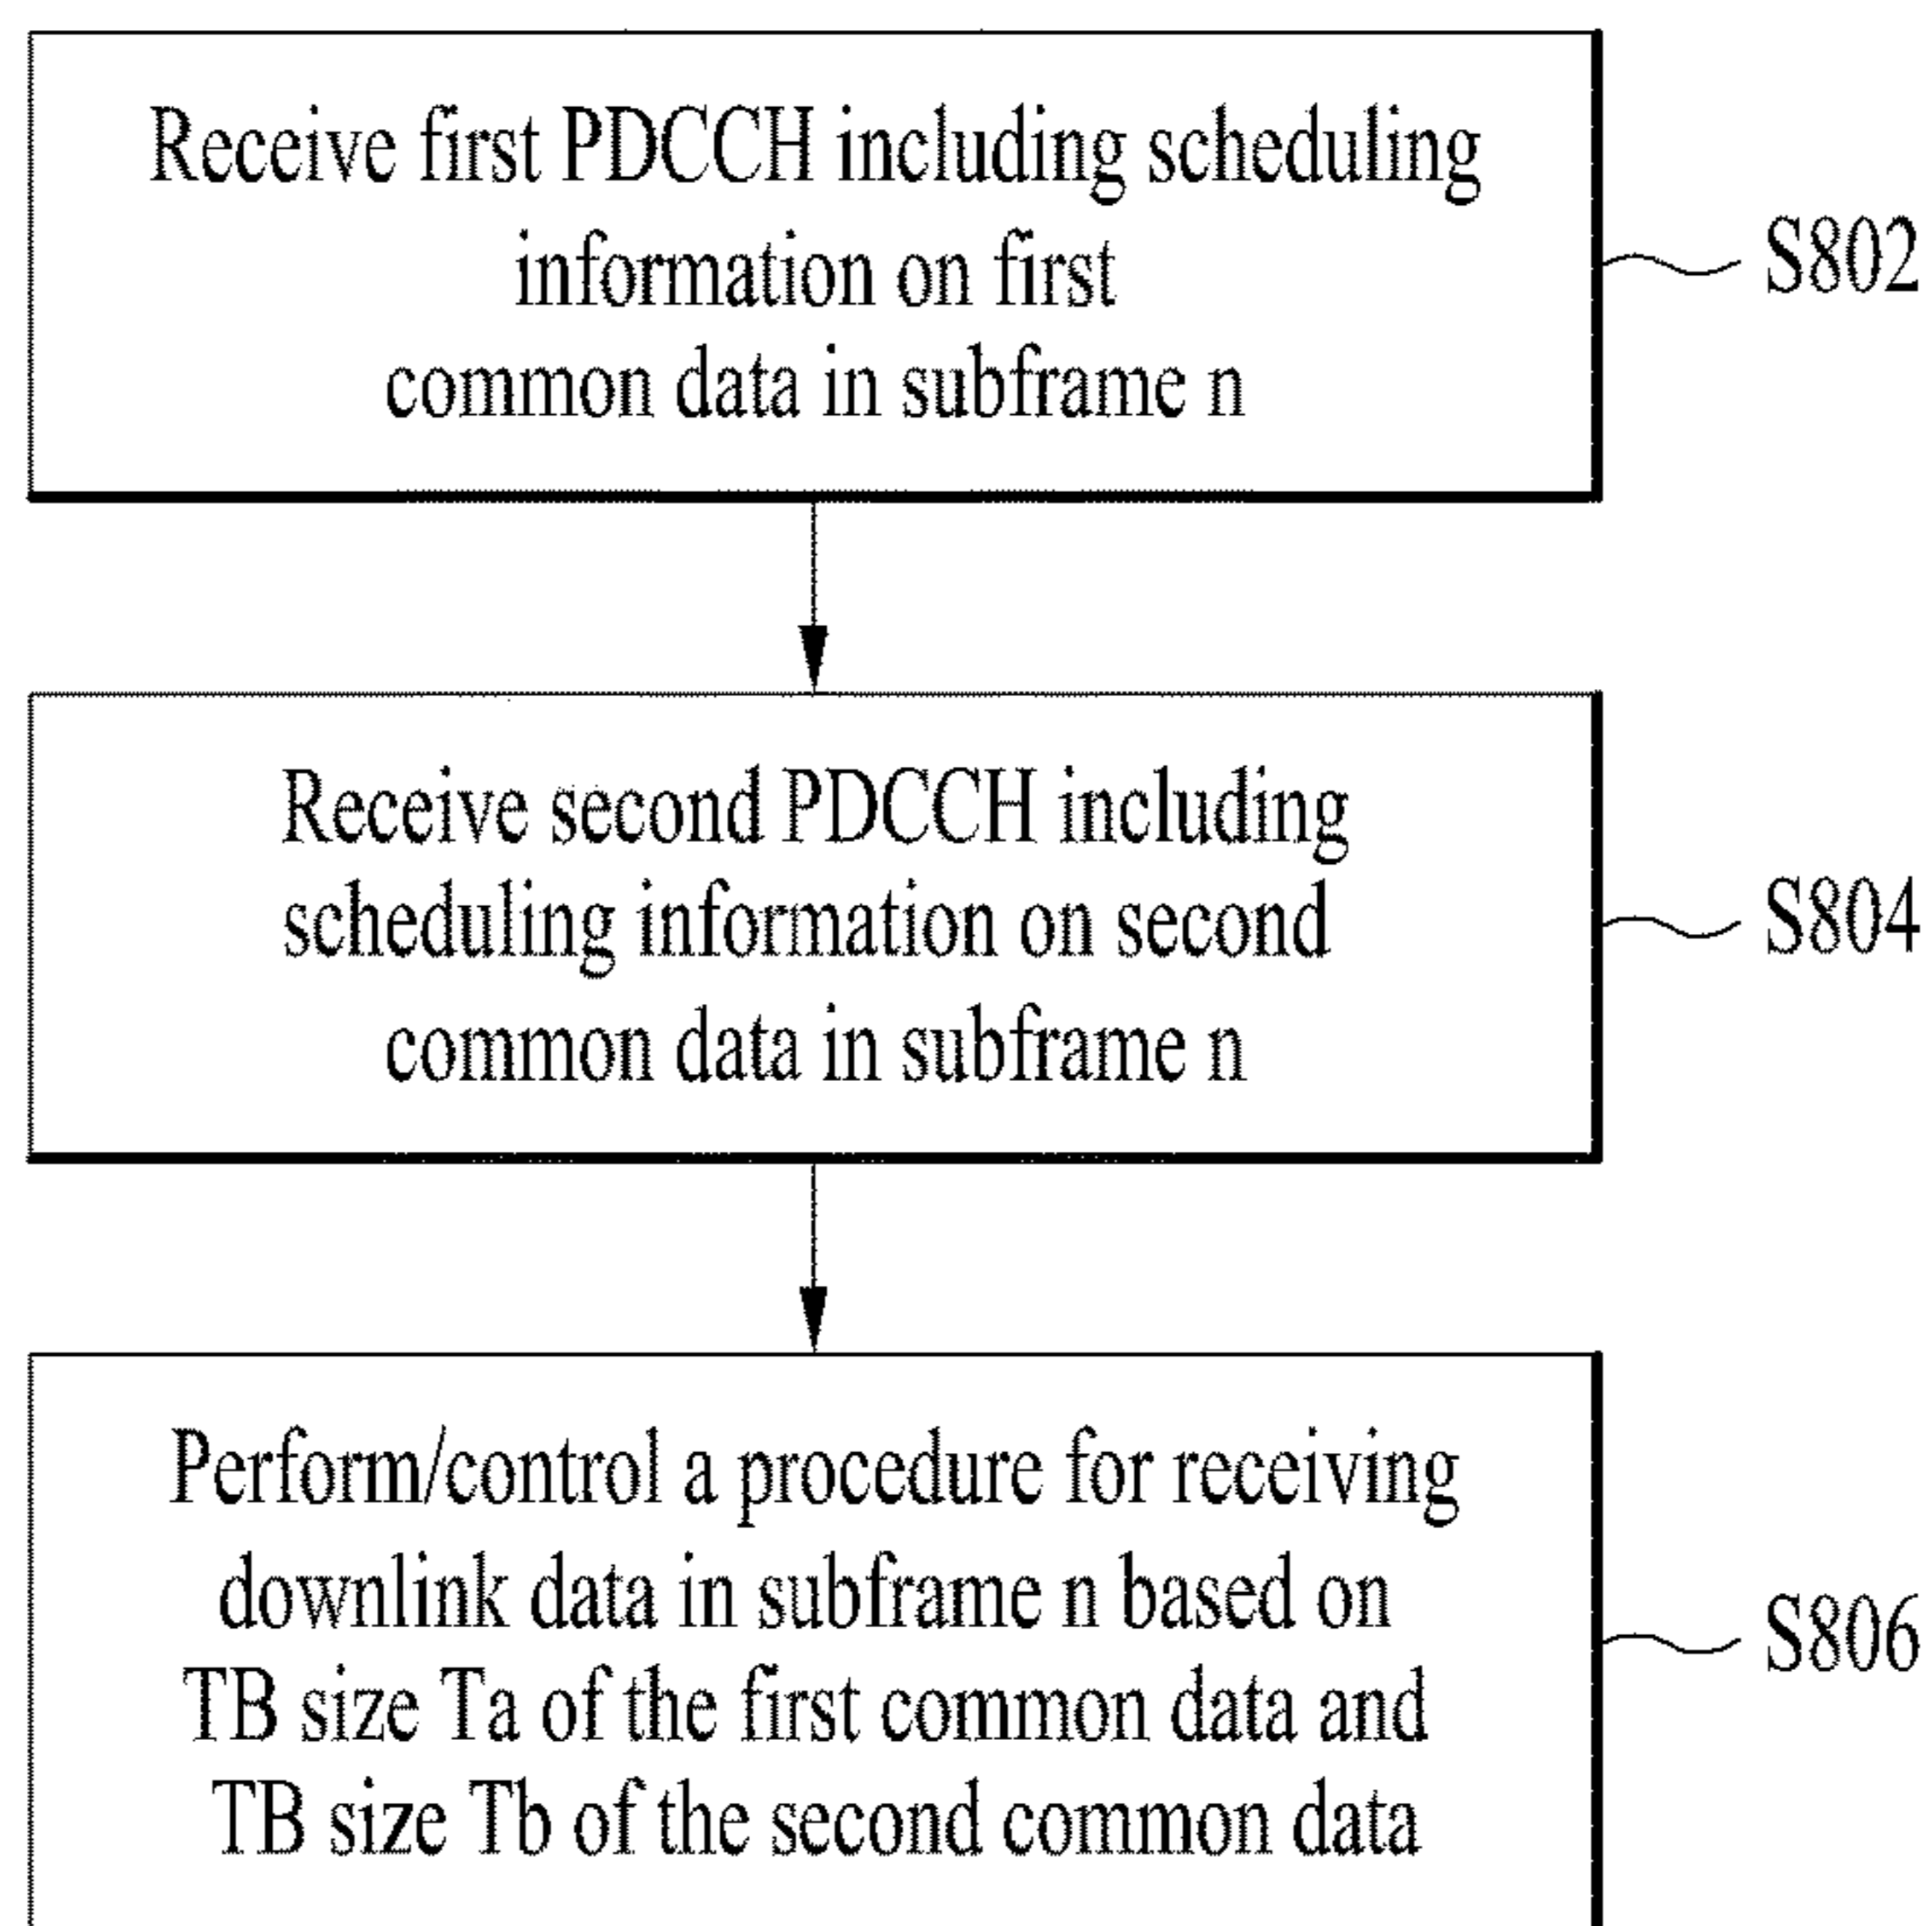 Receive first PDCCH including scheduling
information on first
common data in subframe n
S802
Receive second PDCCH including
scheduling information on second
common data in subframe n
S804
Perform/control a procedure for receiving
downlink data in subframe n based on
TB size Ta of the first common data and
TB size Tb of the second common data
S806